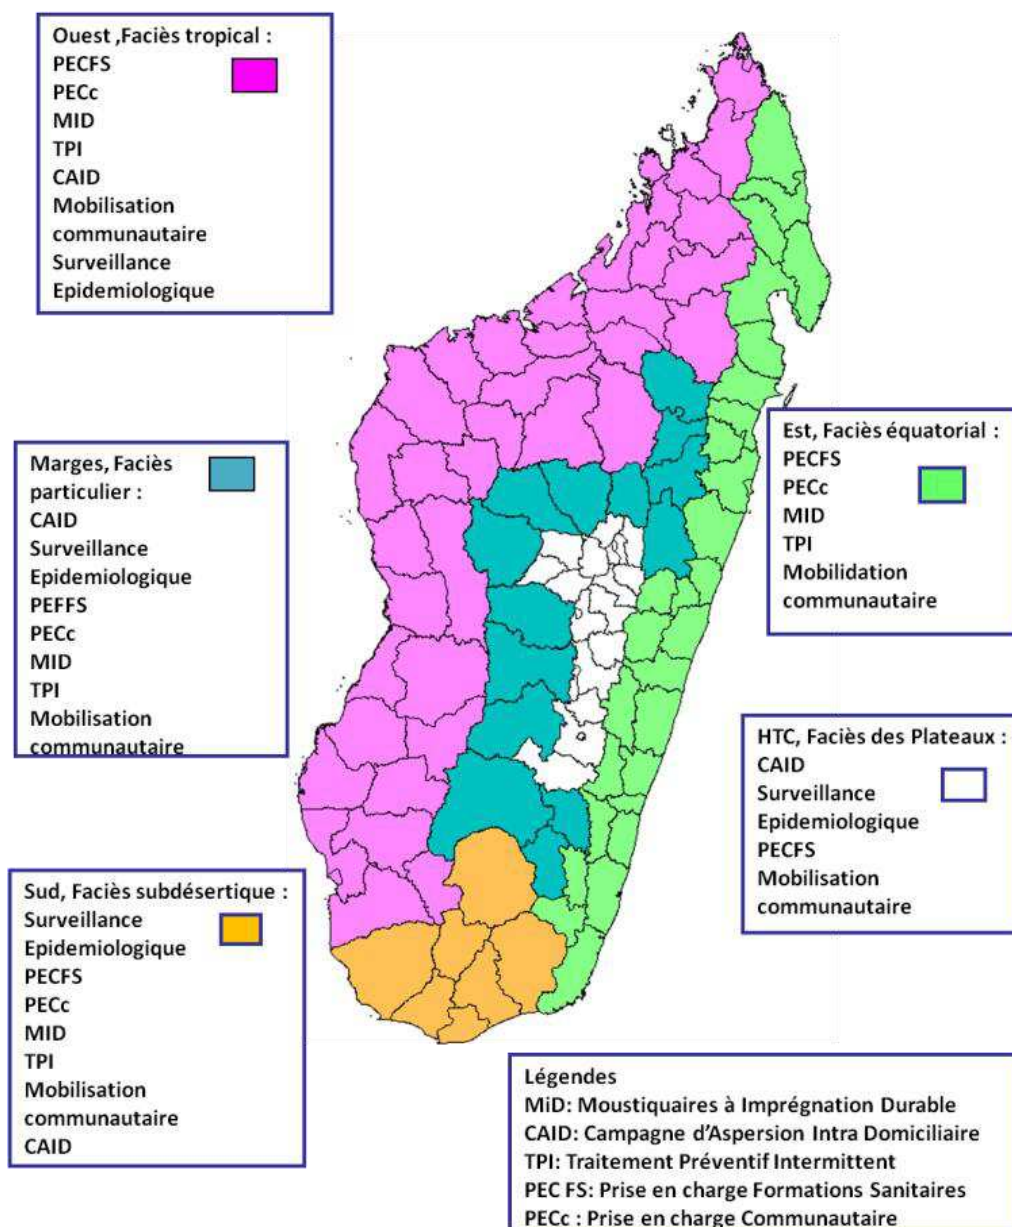 Ouest ,Faciès tropical :
PECFS
PECc
MID
TPI
CAID
Mobilisation
communautaire
Surveillance
Epidemiologique
Marges, Faciès
particulier :
CAID
Surveillance
Epidemiologique
PEFFS
PECc
MID
TPI
Mobilisation
communautaire
Est, Faciès équatorial :
PECFS
PECc
MID
TPI
Mobilidation
communautaire
HTC, Faciès des Plateaux :
CAID
Surveillance
Epidemiologique
PECFS
Mobilisation
communautaire
Sud, Faciès subdésertique :
Surveillance
Epidemiologique
PECFS
PECc
MID
TPI
Mobilisation
communautaire
CAID
Légendes
MiD: Moustiquaires à Imprégnation Durable
CAID: Campagne d'Aspersion Intra Domiciliaire
TPI: Traitement Préventif Intermittent
PEC FS: Prise en charge Formations Sanitaires
PECc : Prise en charge Communautaire